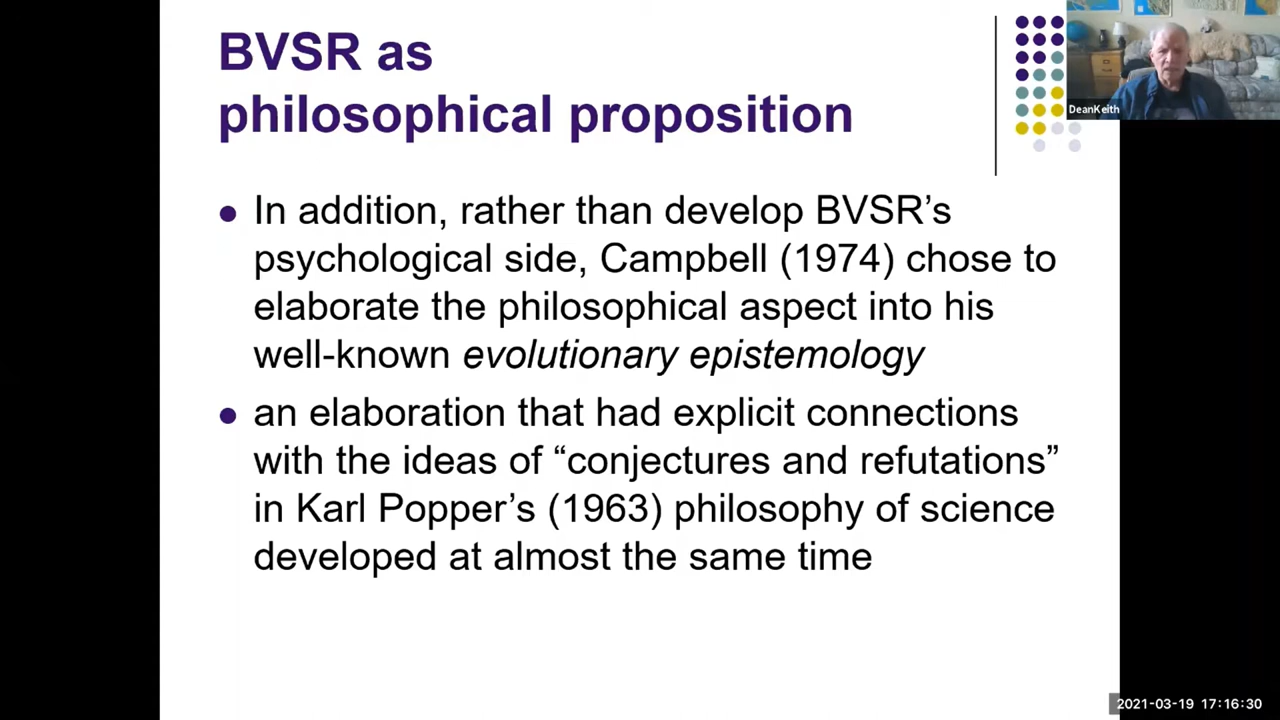 BVSR as
philosophical proposition
DeanKeith
• In addition, rather than develop BVSR’s
psychological side, Campbell (1974) chose to
elaborate the philosophical aspect into his
well-known evolutionary epistemology
• an elaboration that had explicit connections
with the ideas of “conjectures and refutations”
in Karl Popper’s (1963) philosophy of science
developed at almost the same time
2021-03-19 17:16:30